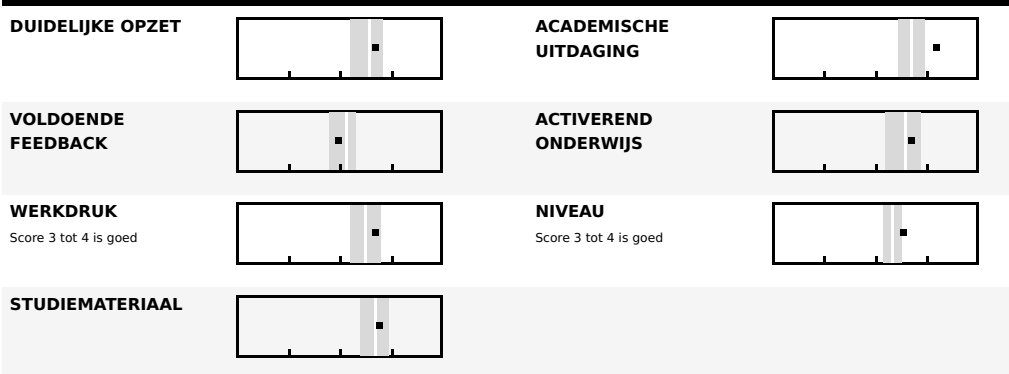 DUIDELIJKE OPZET
ACADEMISCHE
UITDAGING
VOLDOENDE
FEEDBACK
ACTIVEREND
ONDERWIJS
WERKDRUK
Score 3 tot 4 is goed
NIVEAU
Score 3 tot 4 is goed
STUDIEMATERIAAL